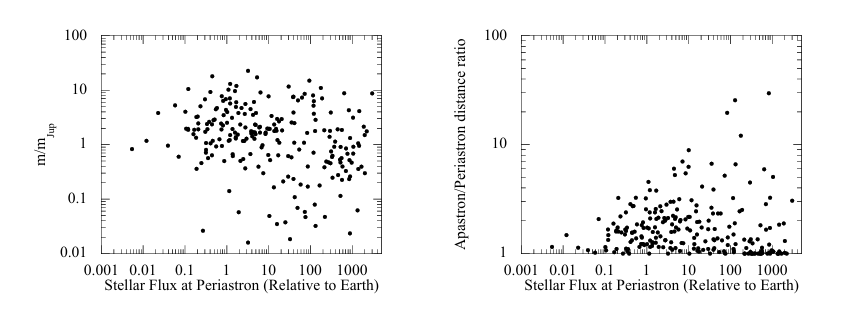 100
10
1
0.1
0.01
m/m_Jup
0.001 0.01 0.1 1 10 100 1000
Stellar Flux at Periastron (Relative to Earth)
100
10
1
Apastron/Periastron distance ratio
0.001 0.01 0.1 1 10 100 1000
Stellar Flux at Periastron (Relative to Earth)